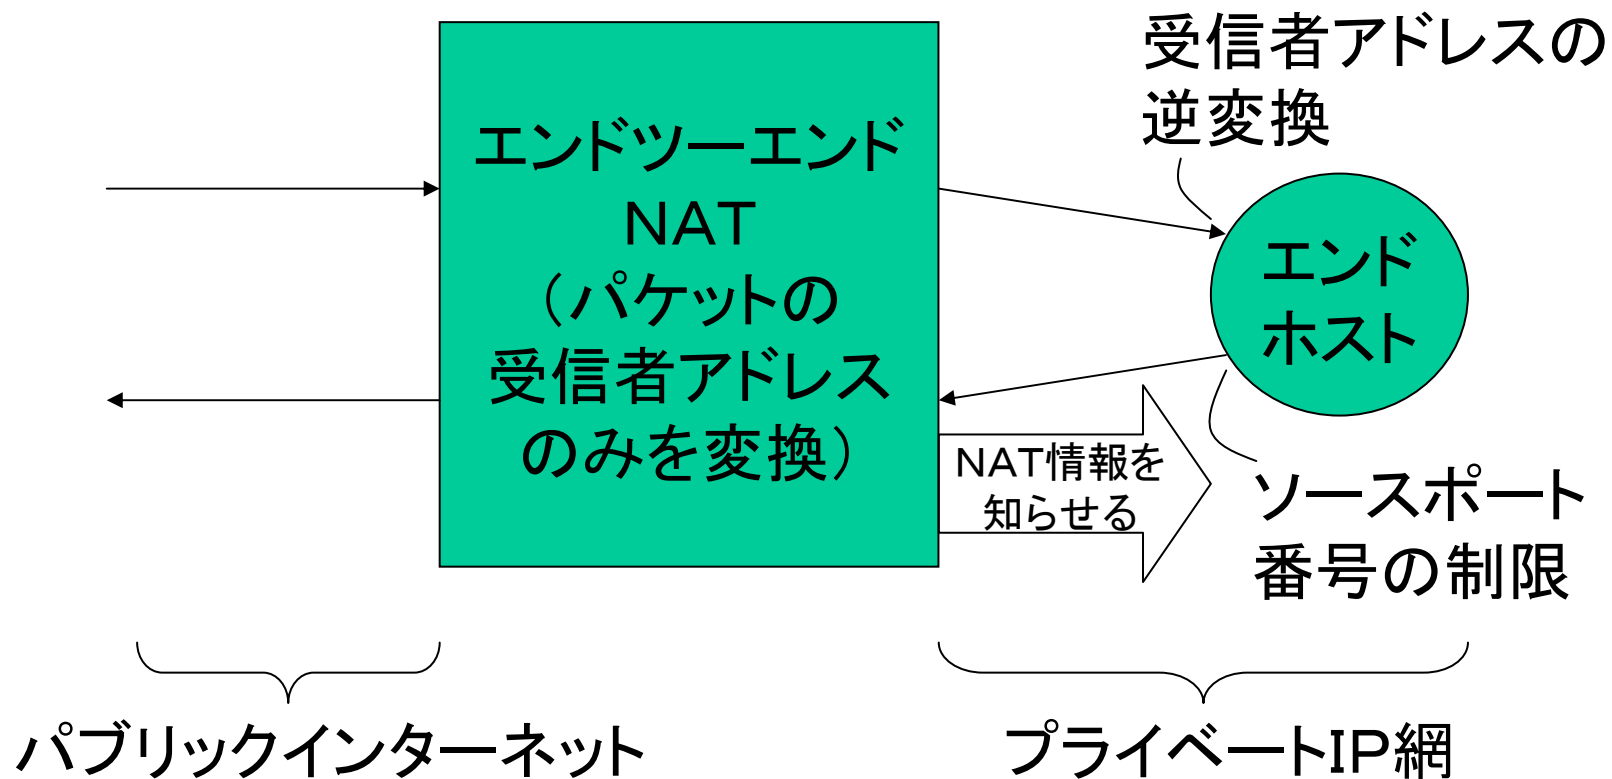 受信者アドレスの
逆変換
エンドツーエンド
NAT
(パケットの
受信者アドレス
のみを変換)
エンド
ホスト
NAT情報を
知らせる
ソースポート
番号の制限
パブリックインターネット
プライベートIP網